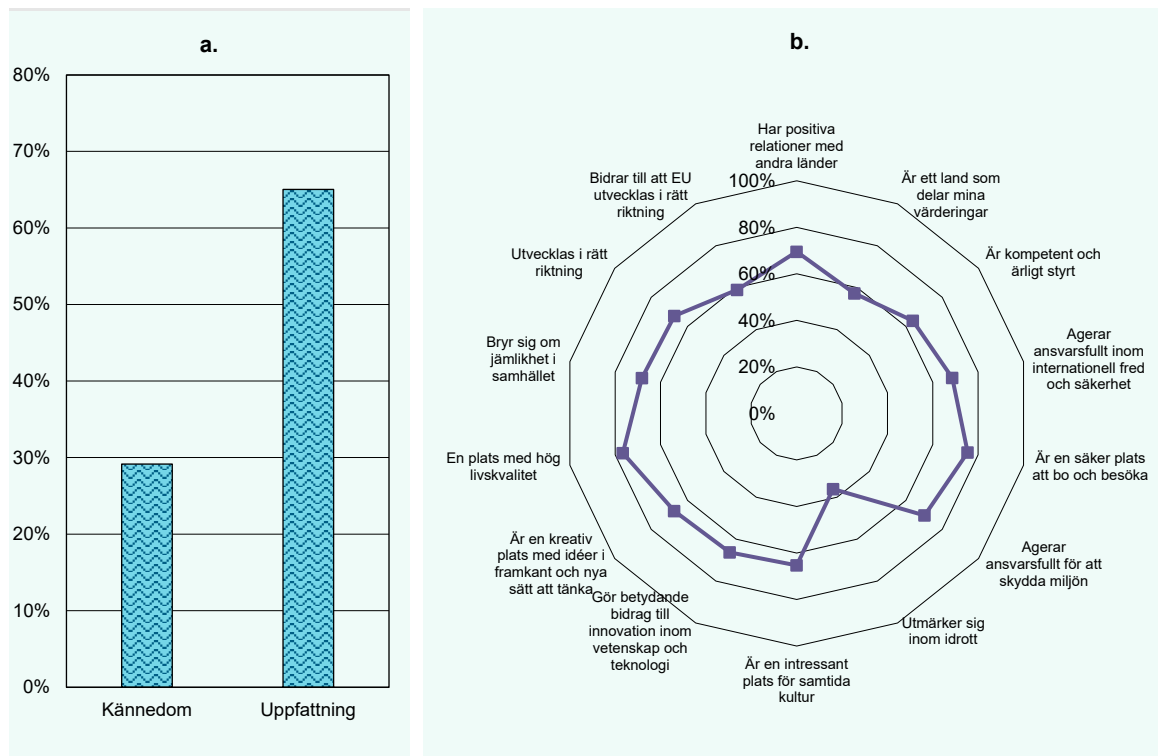 a.
80%
70%
60%
50%
40%
30%
20%
10%
0%
Kännedom
Uppfattning
b.
Har positiva
relationer med
andra länder
Är ett land som
delar mina
värderingar
Är kompetent och
ärligt styrt
Agerar
ansvarsfullt inom
internationell fred
och säkerhet
Är en säker plats
att bo och besöka
Agerar
ansvarsfullt för att
skydda miljön
Utmärker sig
inom idrott
Är en intressant
plats för samtida
kultur
Gör betydande
bidrag till
innovation inom
vetenskap och
teknologi
Är en kreativ
plats med idéer i
framkant och nya
sätt att tänka
En plats med hög
livskvalitet
Bryr sig om
jämlikhet i
samhället
Utvecklas i rätt
riktning
Bidrar till att EU
utvecklas i rätt
riktning
100%
80%
60%
40%
20%
0%